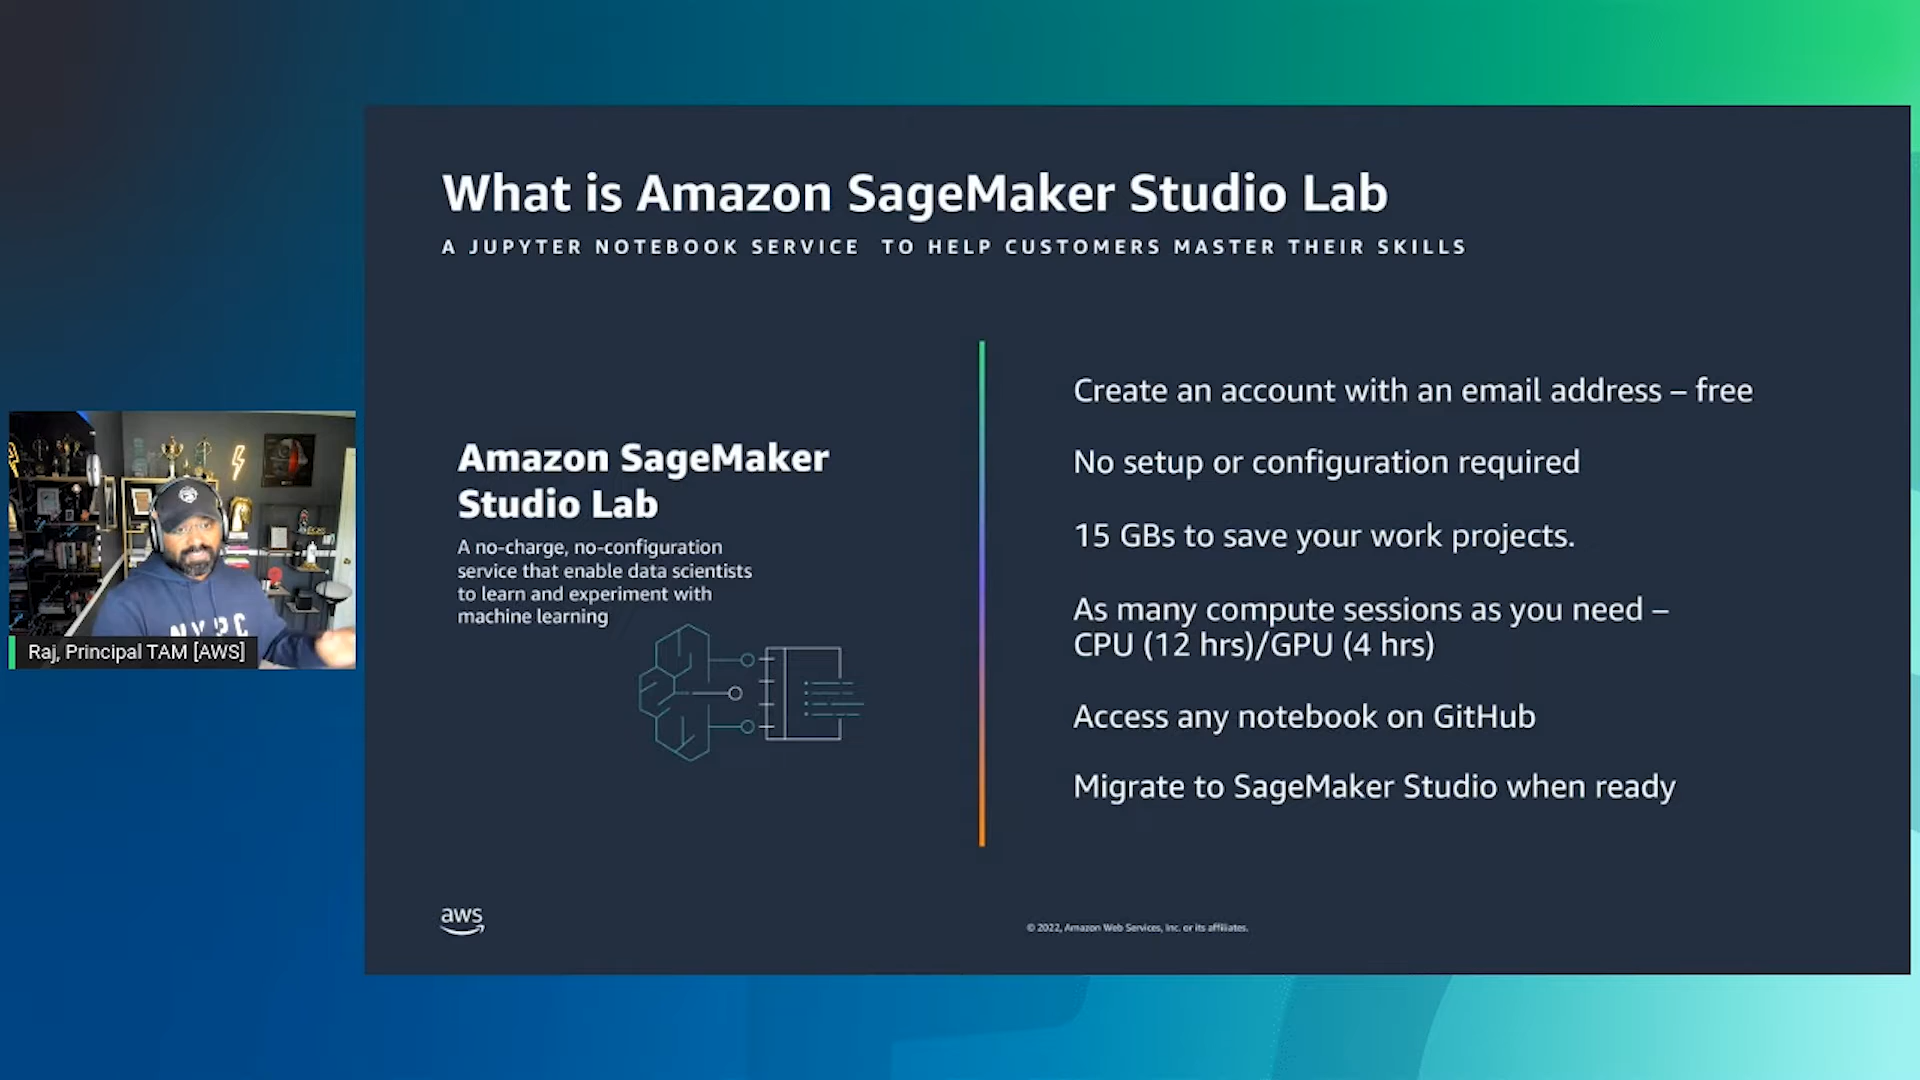 What is Amazon SageMaker Studio Lab
A JUPYTER NOTEBOOK SERVICE TO HELP CUSTOMERS MASTER THEIR SKILLS
Amazon SageMaker
Studio Lab
A no-charge, no-configuration
service that enable data scientists
to learn and experiment with
machine learning
Create an account with an email address – free
No setup or configuration required
15 GBs to save your work projects.
As many compute sessions as you need –
CPU (12 hrs)/GPU (4 hrs)
Access any notebook on GitHub
Migrate to SageMaker Studio when ready
Raj, Principal TAM [AWS]
aws
© 2022, Amazon Web Services, Inc. or its affiliates.